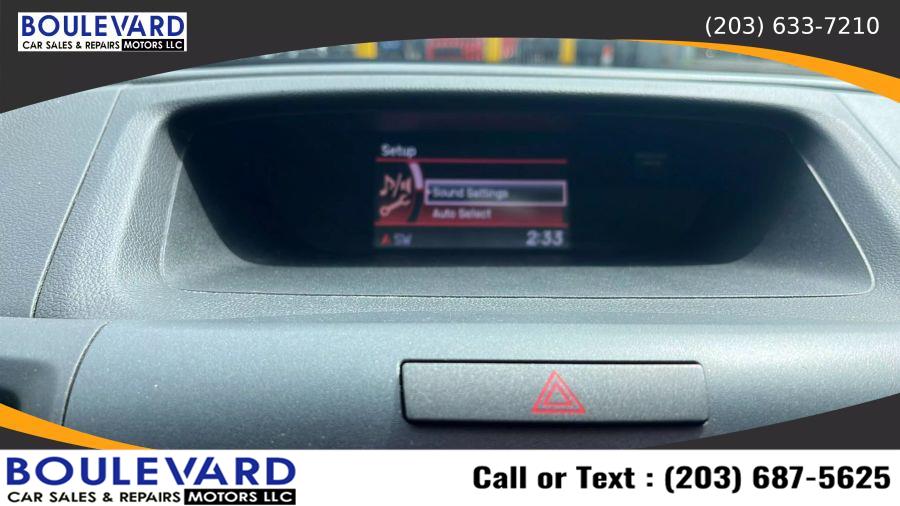 BOULEVARD
CAR SALES & REPAIRS MOTORS LLC
(203) 633-7210
Setup
Sound Settings
Auto Select
SW
2:33
BOULEVARD
CAR SALES & REPAIRS MOTORS LLC
Call or Text : (203) 687-5625